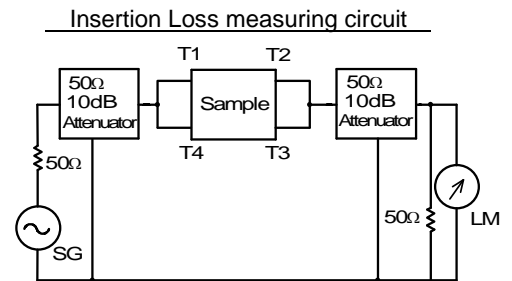 Insertion Loss measuring circuit
T1
T2
50Ω
10dB
Attenuator
Sample
50Ω
10dB
Attenuator
T4
T3
50Ω
50Ω
LM
SG